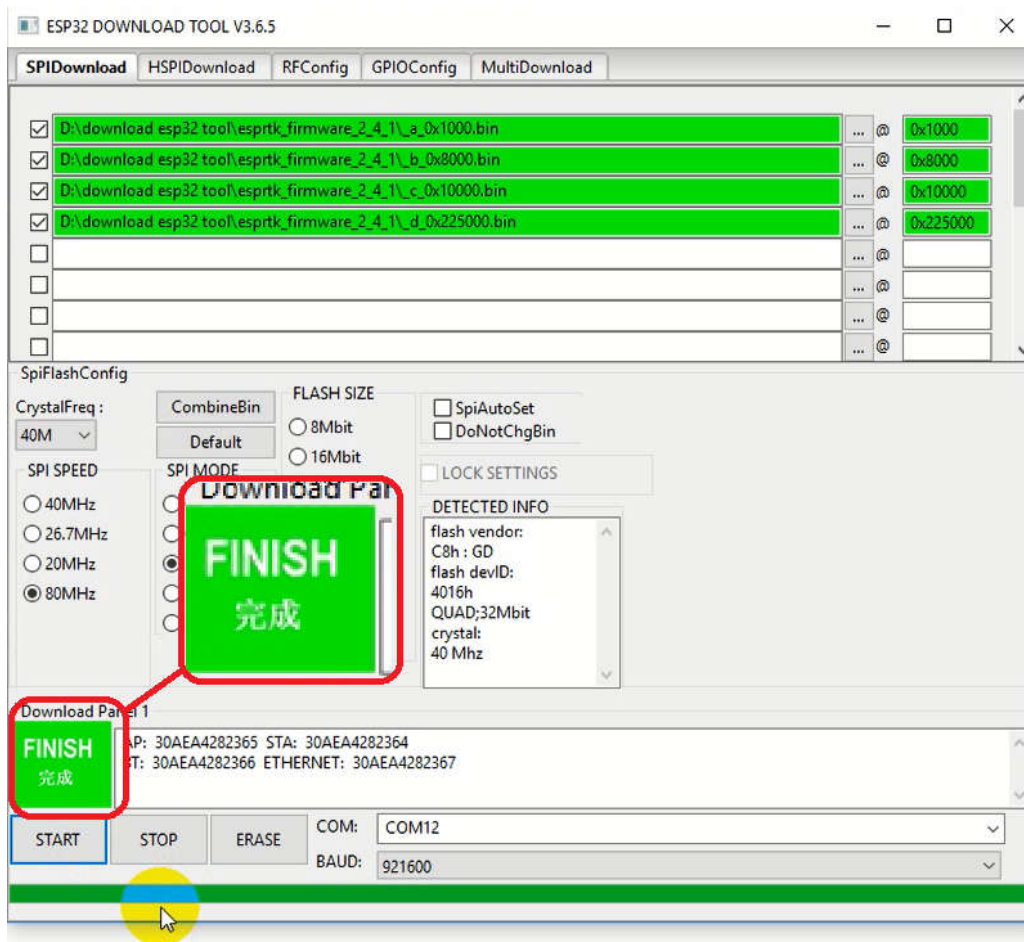 ESP32 DOWNLOAD TOOL V3.6.5
SPIDownload HSPIDownload RFConfig GPIOConfig MultiDownload
D:\download esp32 tool\esprtk_firmware_2_4_1\_a_0x1000.bin ... @ 0x1000
D:\download esp32 tool\esprtk_firmware_2_4_1\_b_0x8000.bin ... @ 0x8000
D:\download esp32 tool\esprtk_firmware_2_4_1\_c_0x10000.bin ... @ 0x10000
D:\download esp32 tool\esprtk_firmware_2_4_1\_d_0x225000.bin ... @ 0x225000
... @
... @
... @
... @
SpiFlashConfig
CrystalFreq :
40M
CombineBin
Default
SPI SPEED
40MHz
26.7MHz
20MHz
80MHz
SPI MODE
FLASH SIZE
8Mbit
16Mbit
SpiAutoSet
DoNotChgBin
LOCK SETTINGS
DETECTED INFO
flash vendor:
C8h : GD
flash devID:
4016h
QUAD;32Mbit
crystal:
40 Mhz
Download Par
FINISH
完成
Download Panel 1
FINISH
完成
AP: 30AEA4282365 STA: 30AEA4282364
BT: 30AEA4282366 ETHERNET: 30AEA4282367
START STOP ERASE
COM: COM12
BAUD: 921600